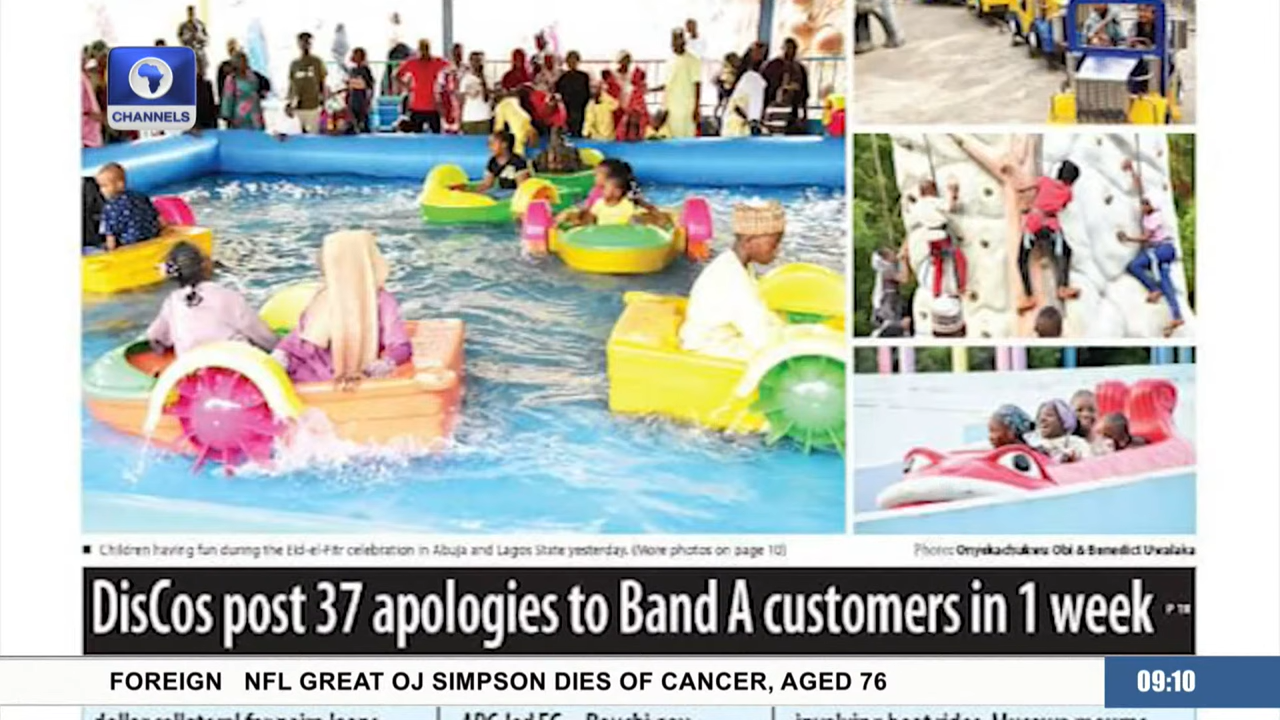 CHANNELS
■ Children having fun during the Eid-el-Fitr celebration in Abuja and Lagos State yesterday. (More photos on page 10)
Photos: Onyekachukwu Obi & Benedict Uwalaka
DisCos post 37 apologies to Band A customers in 1 week
FOREIGN NFL GREAT OJ SIMPSON DIES OF CANCER, AGED 76
09:10